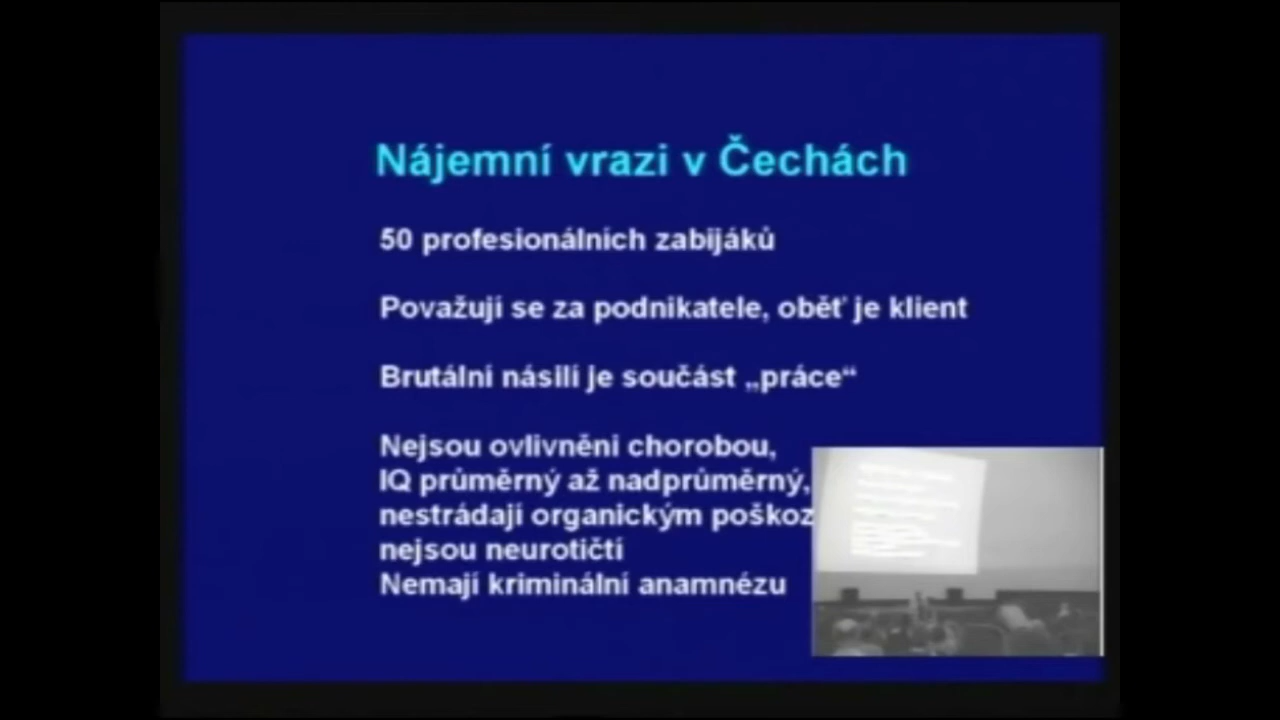 Nájemní vrazi v Čechách
50 profesionálních zabijáků
Považují se za podnikatele, oběť je klient
Brutální násilí je součást „práce“
Nejsou ovlivněni chorobou,
IQ průměrný až nadprůměrný,
nestrádají organickým poškoz
nejsou neurotičtí
Nemají kriminální anamnézu